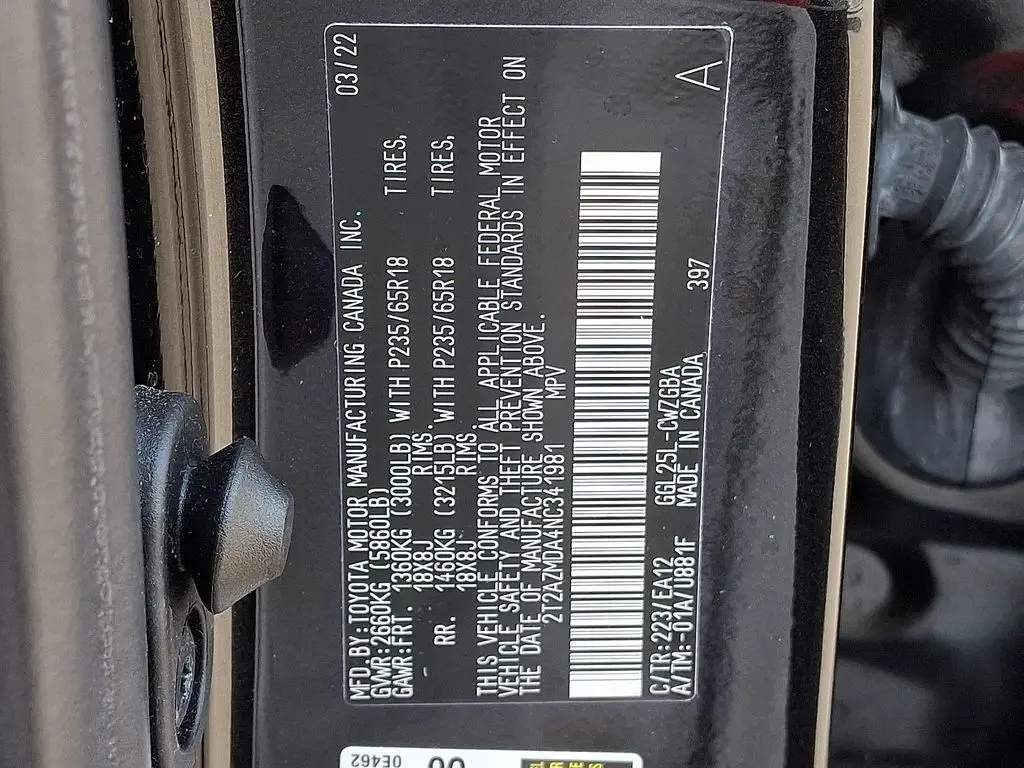 MFD.BY:TOYOTA MOTOR MANUFACTURING CANADA INC. 03/22
GVWR:2660KG (5860LB)
GAWR:FRT. 1360KG (3000LB) WITH P235/65R18 TIRES,
18X8J RIMS.
RR. 1460KG (3215LB) WITH P235/65R18 TIRES,
18X8J RIMS.
THIS VEHICLE CONFORMS TO ALL APPLICABLE FEDERAL MOTOR
VEHICLE SAFETY AND THEFT PREVENTION STANDARDS IN EFFECT ON
THE DATE OF MANUFACTURE SHOWN ABOVE.
2T2AZMDA4NC341981 MPV
C/TR:223/EA12 GGL25L-CWZGBA
A/TM:-01A/U881F MADE IN CANADA 397
A
0E462